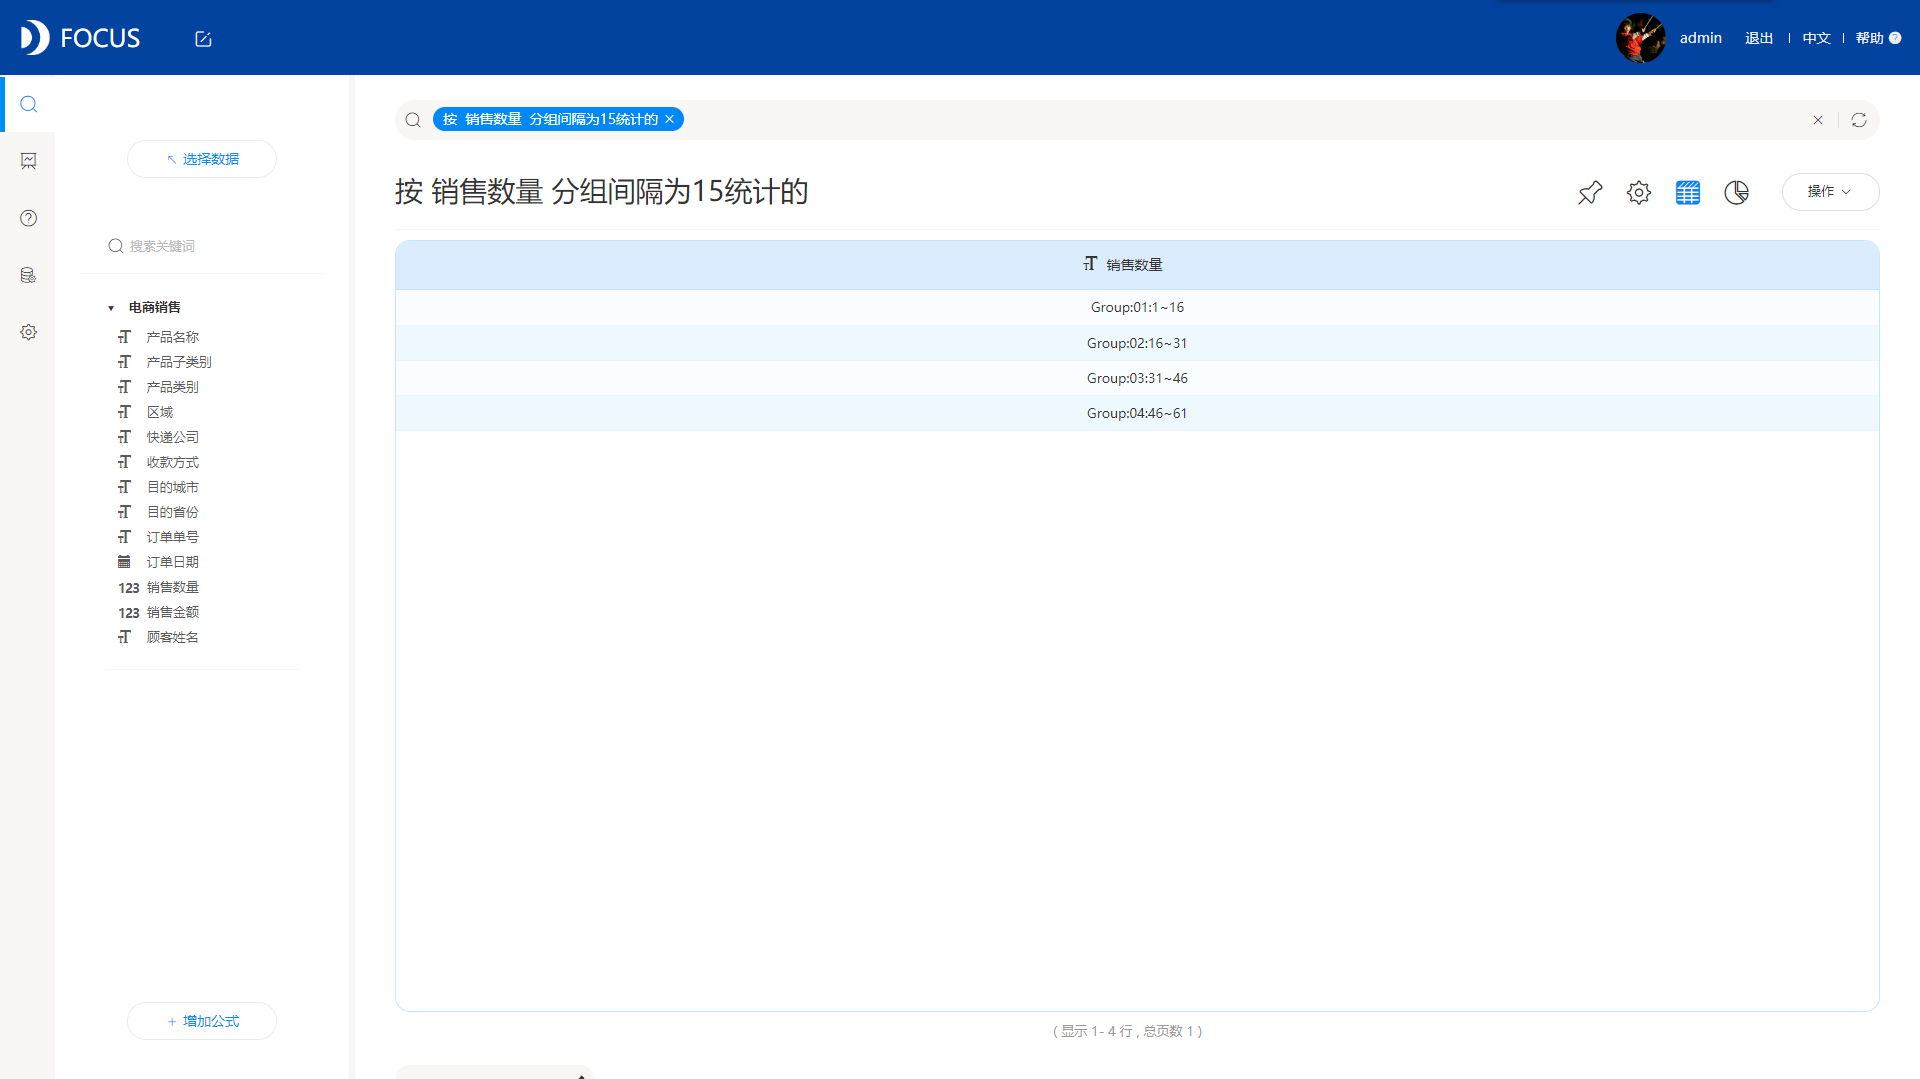 FOCUS
admin 退出 | 中文 | 帮助 ?
按 销售数量 分组间隔为15统计的 ×
选择数据
按 销售数量 分组间隔为15统计的
操作
搜索关键词
电商销售
T 产品名称
T 产品子类别
T 产品类别
T 区域
T 快递公司
T 收款方式
T 目的城市
T 目的省份
T 订单单号
订单日期
123 销售数量
123 销售金额
T 顾客姓名
+ 增加公式
T 销售数量
Group:01:1~16
Group:02:16~31
Group:03:31~46
Group:04:46~61
( 显示 1- 4 行 , 总页数 1 )